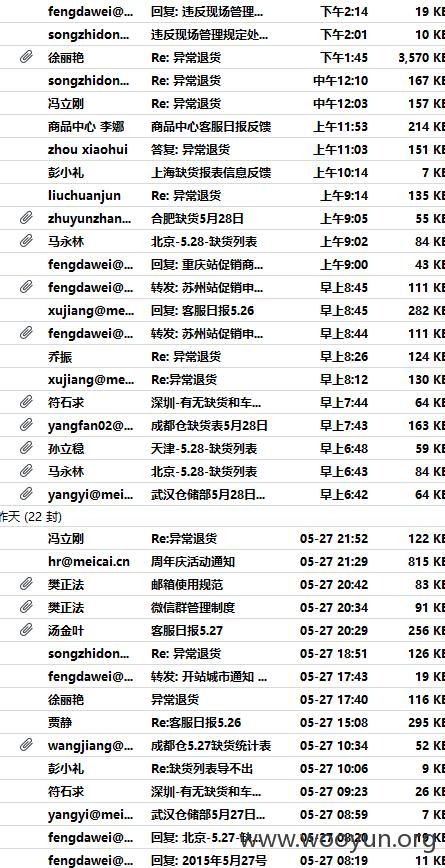 fengdawei@... 回复: 违反现场管理... 下午2:14 19 KB
songzhidon... 违反现场管理规定处... 下午2:01 10 KB
徐丽艳 Re: 异常退货 下午1:45 3,570 KB
songzhidon... Re: 异常退货 中午12:10 167 KB
冯立刚 Re: 异常退货 中午12:03 157 KB
商品中心 李娜 商品中心客服日报反馈 上午11:53 214 KB
zhou xiaohui 答复: 异常退货 上午11:03 151 KB
彭小礼 上海缺货报表信息反馈 上午10:14 7 KB
liuchuanjun Re: 异常退货 上午9:14 135 KB
zhuyunzhan... 合肥缺货5月28日 上午9:05 55 KB
马永林 北京-5.28-缺货列表 上午9:02 84 KB
fengdawei@... 回复: 重庆站促销商... 上午9:00 43 KB
fengdawei@... 转发: 苏州站促销申... 早上8:45 111 KB
xujiang@me... 回复: 客服日报5.26 早上8:45 282 KB
fengdawei@... 转发: 苏州站促销申... 早上8:44 111 KB
乔振 Re: 异常退货 早上8:26 124 KB
xujiang@me... Re:异常退货 早上8:12 130 KB
符石求 深圳-有无缺货和车... 早上7:44 64 KB
yangfan02@... 成都仓缺货表5月28日 早上7:43 163 KB
孙立稳 天津-5.28-缺货列表 早上6:48 59 KB
马永林 北京-5.28-缺货列表 早上6:43 84 KB
yangyi@mei... 武汉仓储部5月28日... 早上6:42 64 KB
昨天 (22 封)
冯立刚 Re:异常退货 05-27 21:52 122 KB
hr@meicai.cn 周年庆活动通知 05-27 21:29 815 KB
樊正法 邮箱使用规范 05-27 20:42 83 KB
樊正法 微信群管理制度 05-27 20:34 91 KB
汤金叶 客服日报5.27 05-27 20:29 256 KB
songzhidon... Re: 异常退货 05-27 18:51 126 KB
fengdawei@... 转发: 开站城市通知 ... 05-27 17:43 19 KB
徐丽艳 异常退货 05-27 17:40 116 KB
贾静 Re:客服日报5.26 05-27 15:08 295 KB
wangjiang@... 成都仓5.27缺货统计表 05-27 10:34 52 KB
彭小礼 Re:缺货列表导不出 05-27 10:06 9 KB
符石求 深圳-有无缺货和车... 05-27 09:23 26 KB
yangyi@mei... 武汉仓储部5月27日... 05-27 08:59 7 KB
fengdawei@... 回复: 北京-5.27-缺... 05-27 08:20 19 KB
fengdawei@... 回复: 2015年5月27号 05-27 08:19 119 KB
www.wooyun.org